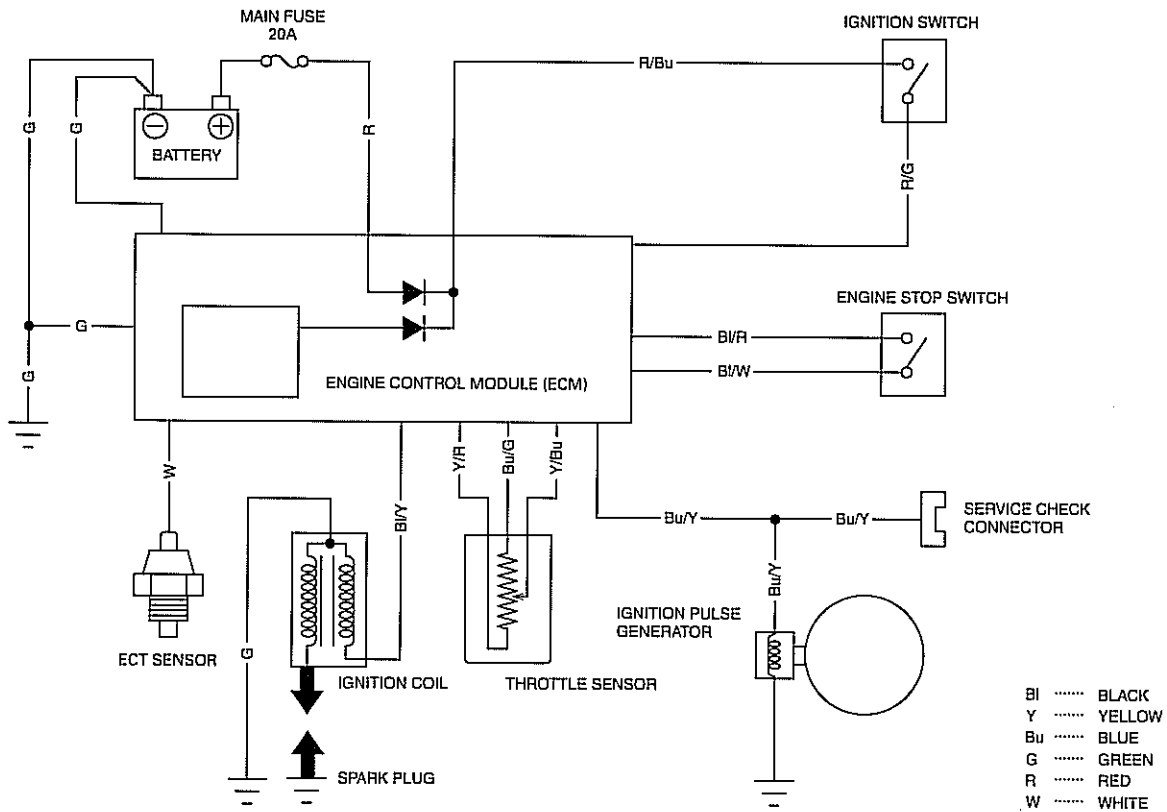 MAIN FUSE
20A
IGNITION SWITCH
R/Bu
G
G
R
BATTERY
R/G
ENGINE STOP SWITCH
G
Bl/R
Bl/W
G
ENGINE CONTROL MODULE (ECM)
W
Y/R
Bu/G
Y/Bu
Bl/Y
Bu/Y
Bu/Y
SERVICE CHECK
CONNECTOR
Bu/Y
IGNITION PULSE
GENERATOR
G
ECT SENSOR
IGNITION COIL
THROTTLE SENSOR
SPARK PLUG
Bl ······ BLACK
Y ······ YELLOW
Bu ······ BLUE
G ······ GREEN
R ······ RED
W ······ WHITE